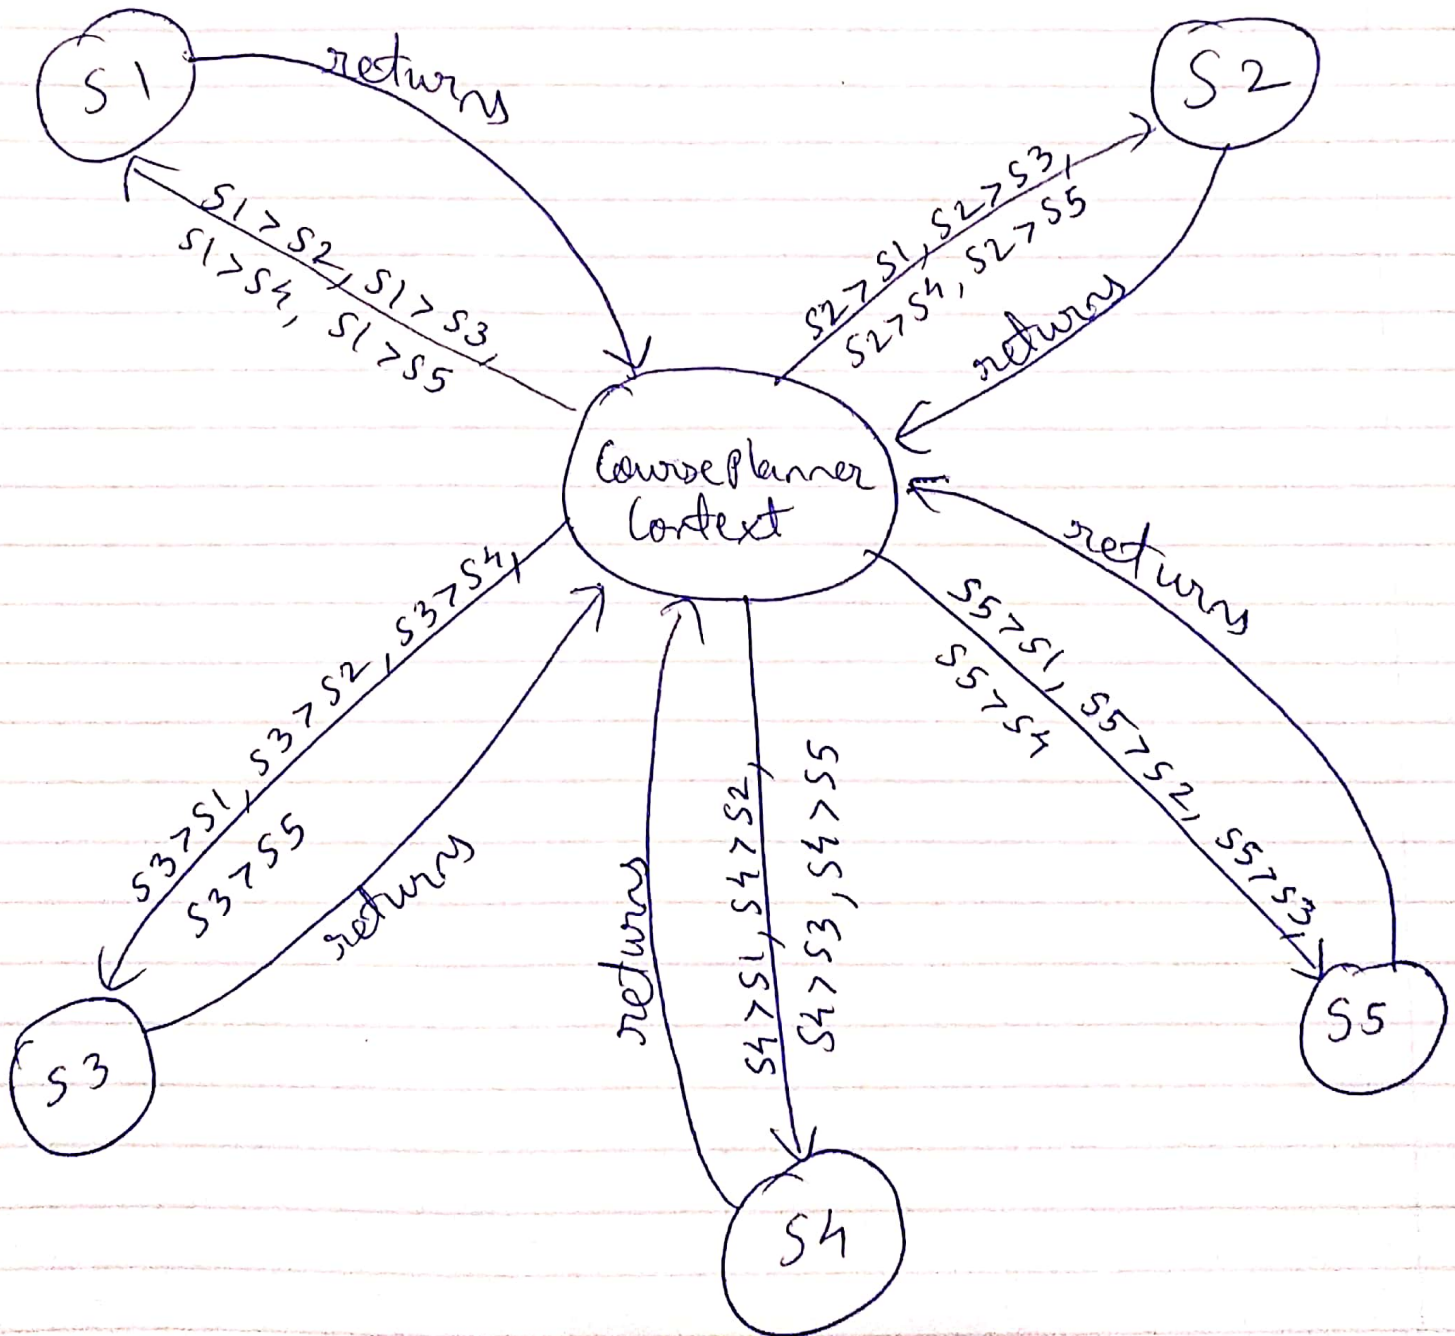 S1
returns
S2
S1>S2, S1>S3,
S1>S4, S1>S5
S2>S1, S2>S3,
S2>S4, S2>S5
returns
CoursePlanner
Context
returns
S3>S1, S3>S2, S3>S4,
S3>S5
returns
returns
S4>S1, S4>S2,
S4>S3, S4>S5
S5>S1, S5>S2, S5>S3,
S5>S4
S3
S4
S5